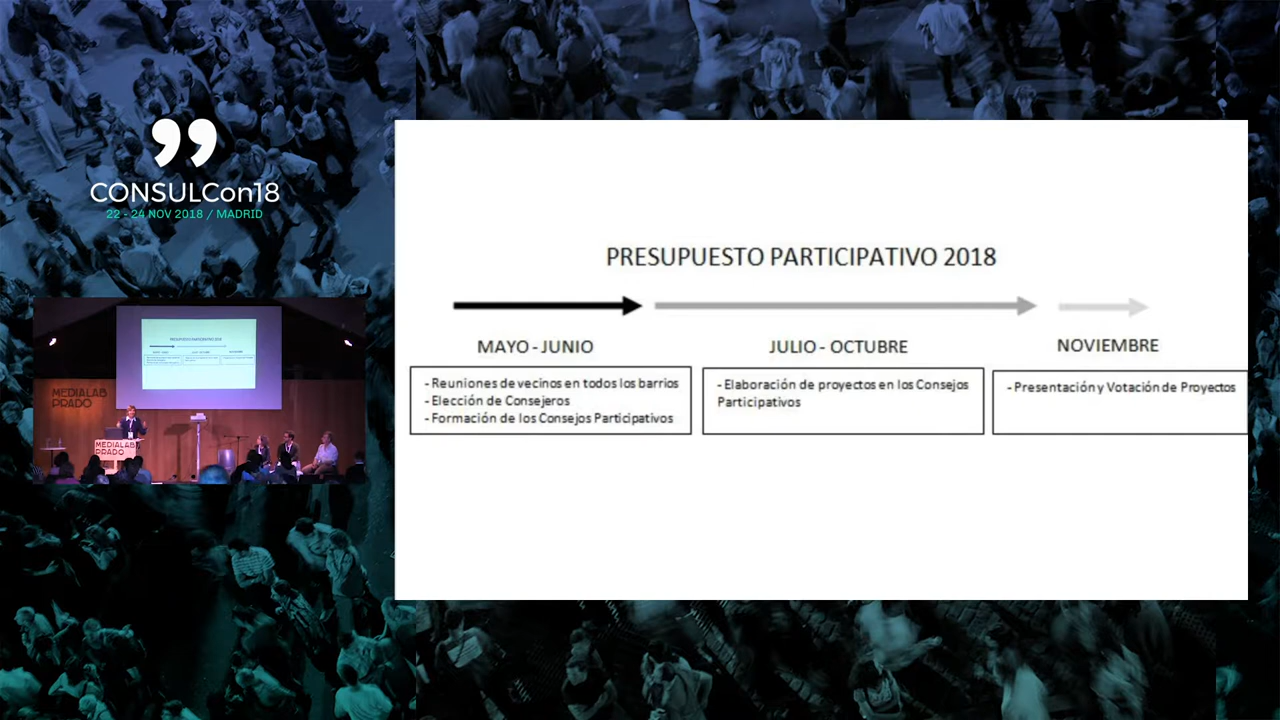 CONSULCon18
22 - 24 NOV 2018 / MADRID
MEDIALAB
PRADO
MEDIALAB
PRADO
PRESUPUESTO PARTICIPATIVO 2018
MAYO - JUNIO
- Reuniones de vecinos en todos los barrios
- Elección de Consejeros
- Formación de los Consejos Participativos
JULIO - OCTUBRE
- Elaboración de proyectos en los Consejos
Participativos
NOVIEMBRE
- Presentación y Votación de Proyectos